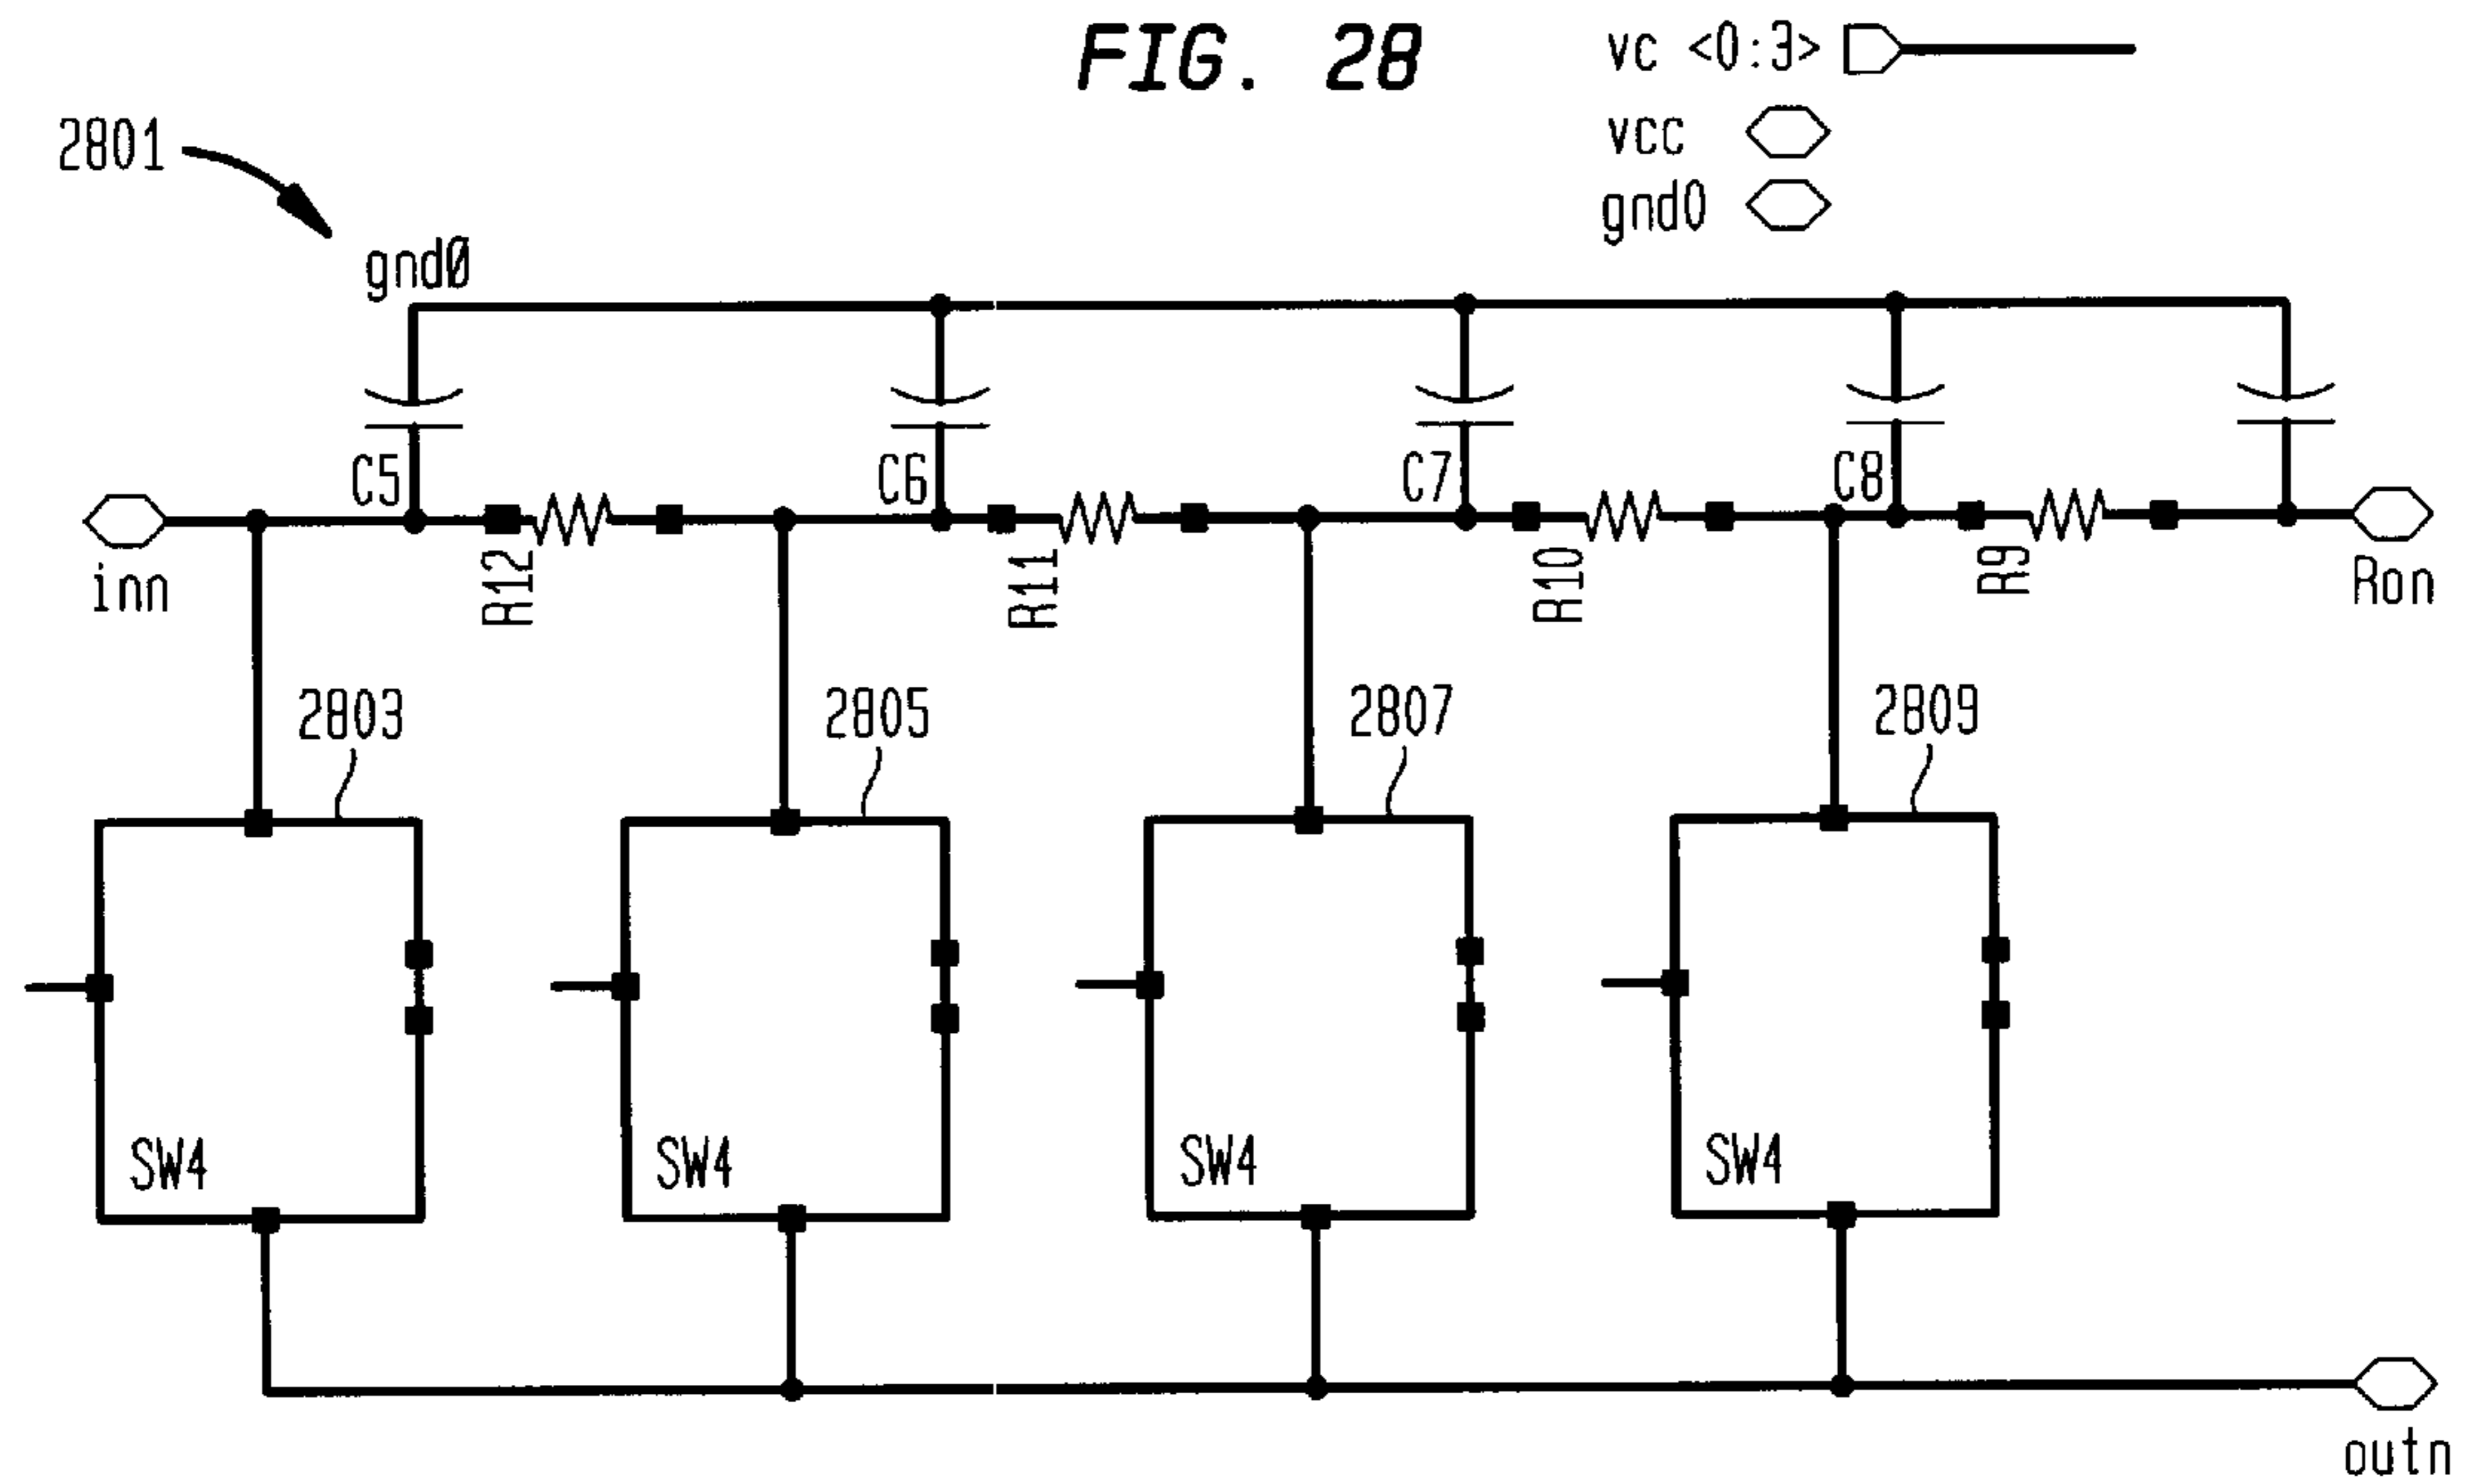 FIG. 28
vc <0:3>
vcc
gnd0
2801
gnd0
C5
C6
C7
C8
inn
R12
R11
R10
R9
Ron
2803
2805
2807
2809
SW4
SW4
SW4
SW4
outn